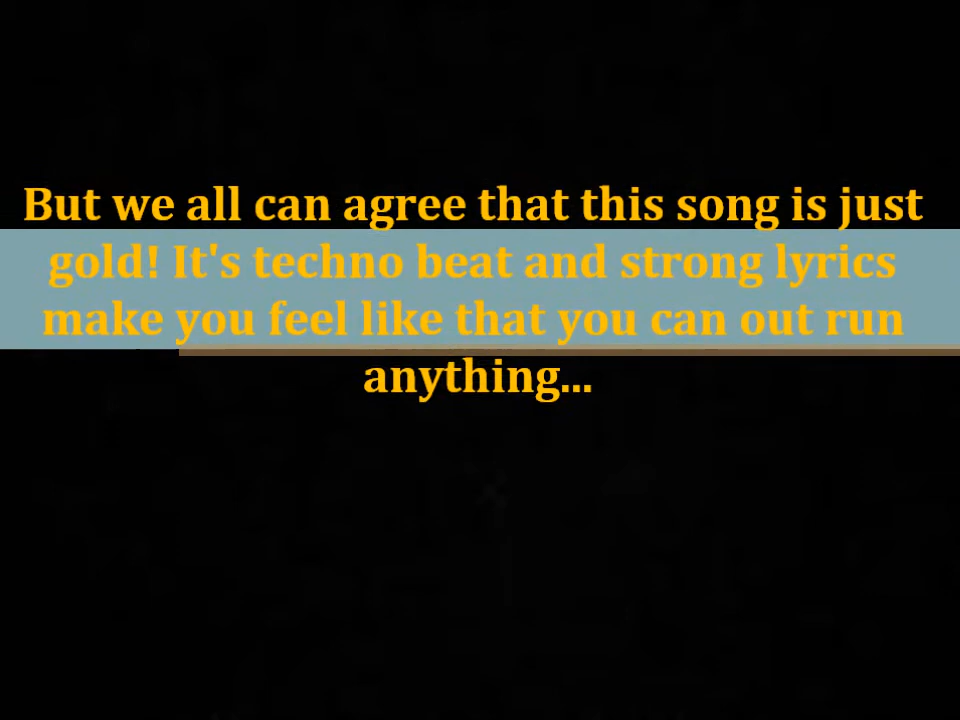 But we all can agree that this song is just
gold! It's techno beat and strong lyrics
make you feel like that you can out run
anything...